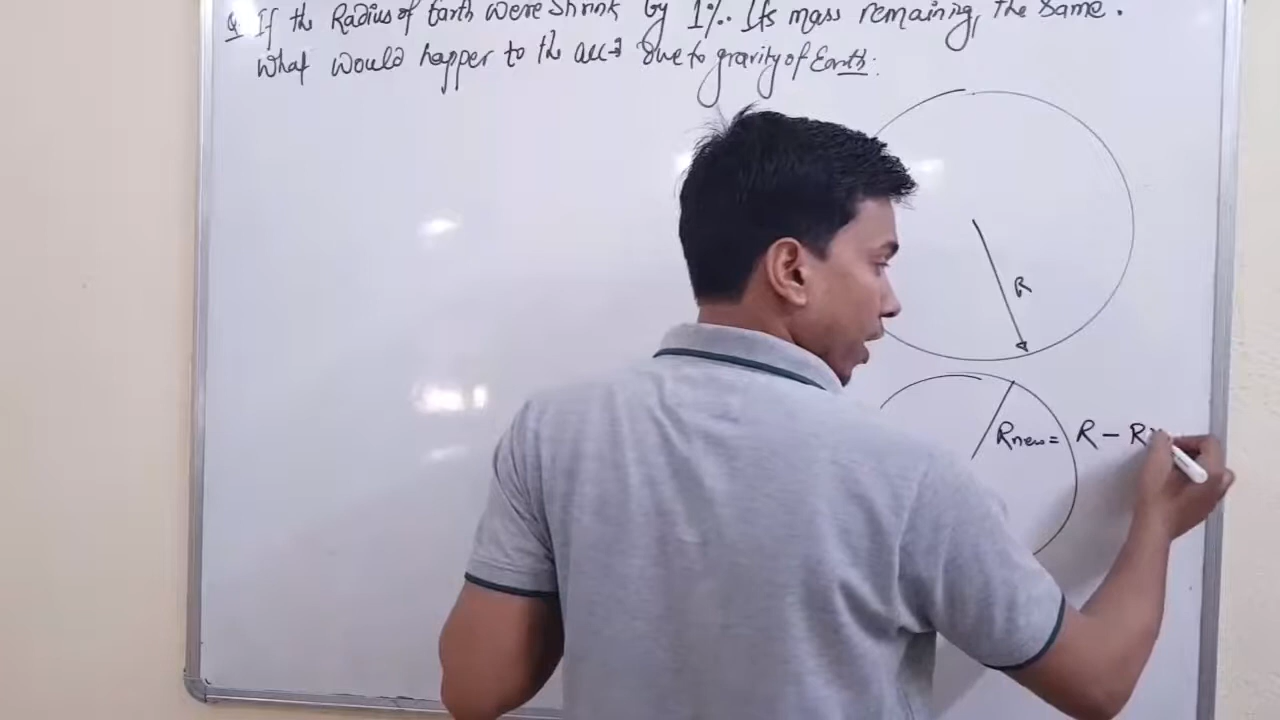 Q If the Radius of Earth were Shrink by 1%. Its mass remaining the same.
What would happer to the acc⁻ⁿ due to gravity of Earth:
R
Rnew = R - R